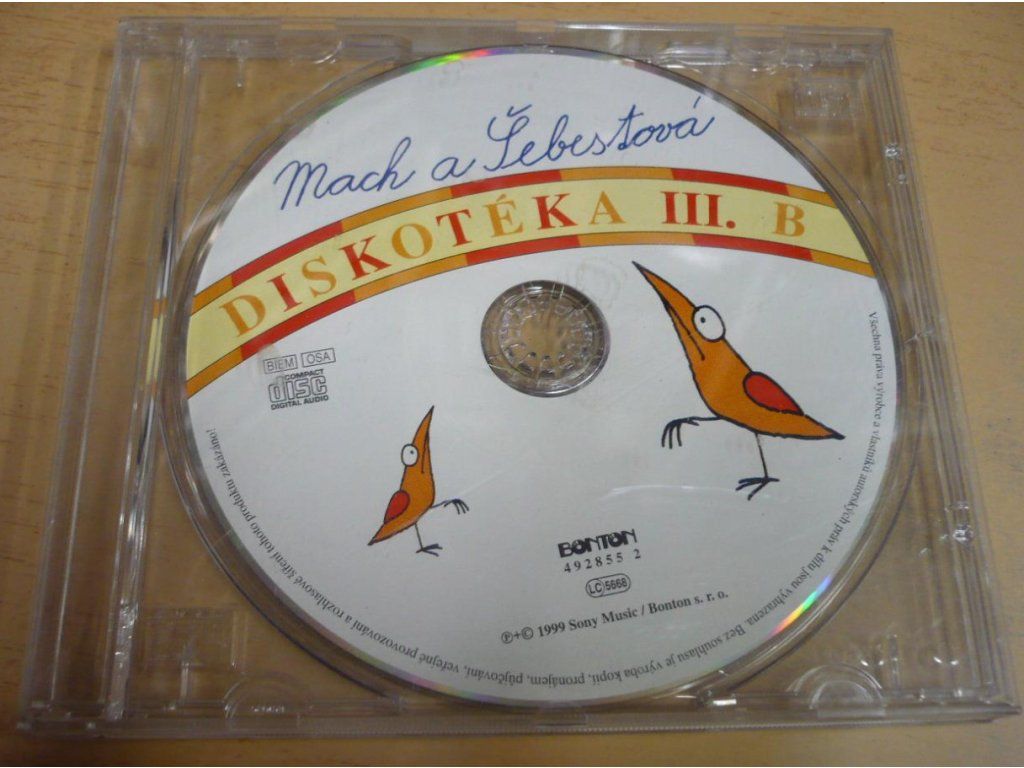 Mach a Šebestová
DISKOTÉKA III. B
BIEM OSA
COMPACT
disc
DIGITAL AUDIO
BONTON
492855 2
LC 5668
℗+© 1999 Sony Music / Bonton s. r. o.
Všechna práva výrobce a vlastníků autorských práv k dílu jsou vyhrazena. Bez souhlasu je výroba kopií, pronájem, půjčování, veřejné provozování a rozhlasové šíření tohoto produktu zakázáno!